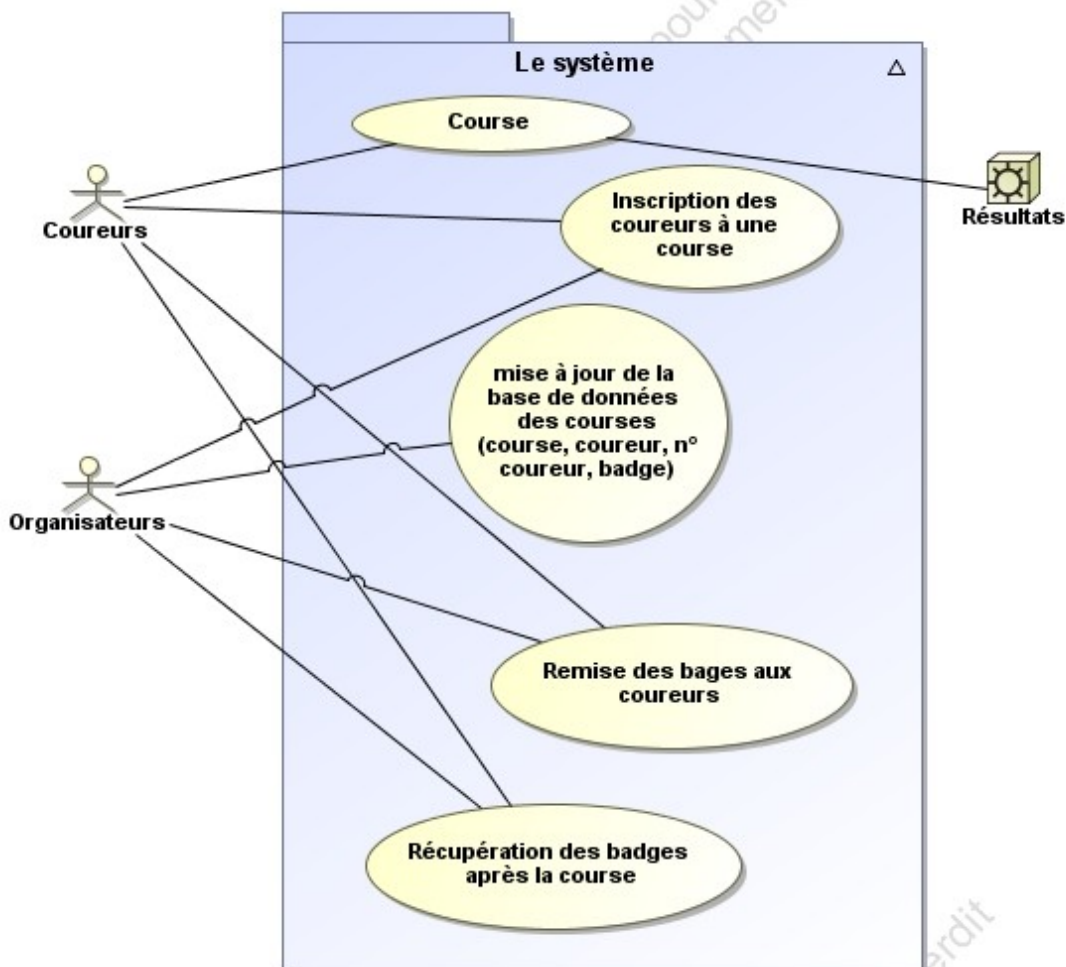 Le système
Course
Coureurs
Inscription des
coureurs à une
course
Résultats
mise à jour de la
base de données
des courses
(course, coureur, n°
coureur, badge)
Organisateurs
Remise des bages aux
coureurs
Récupération des badges
après la course